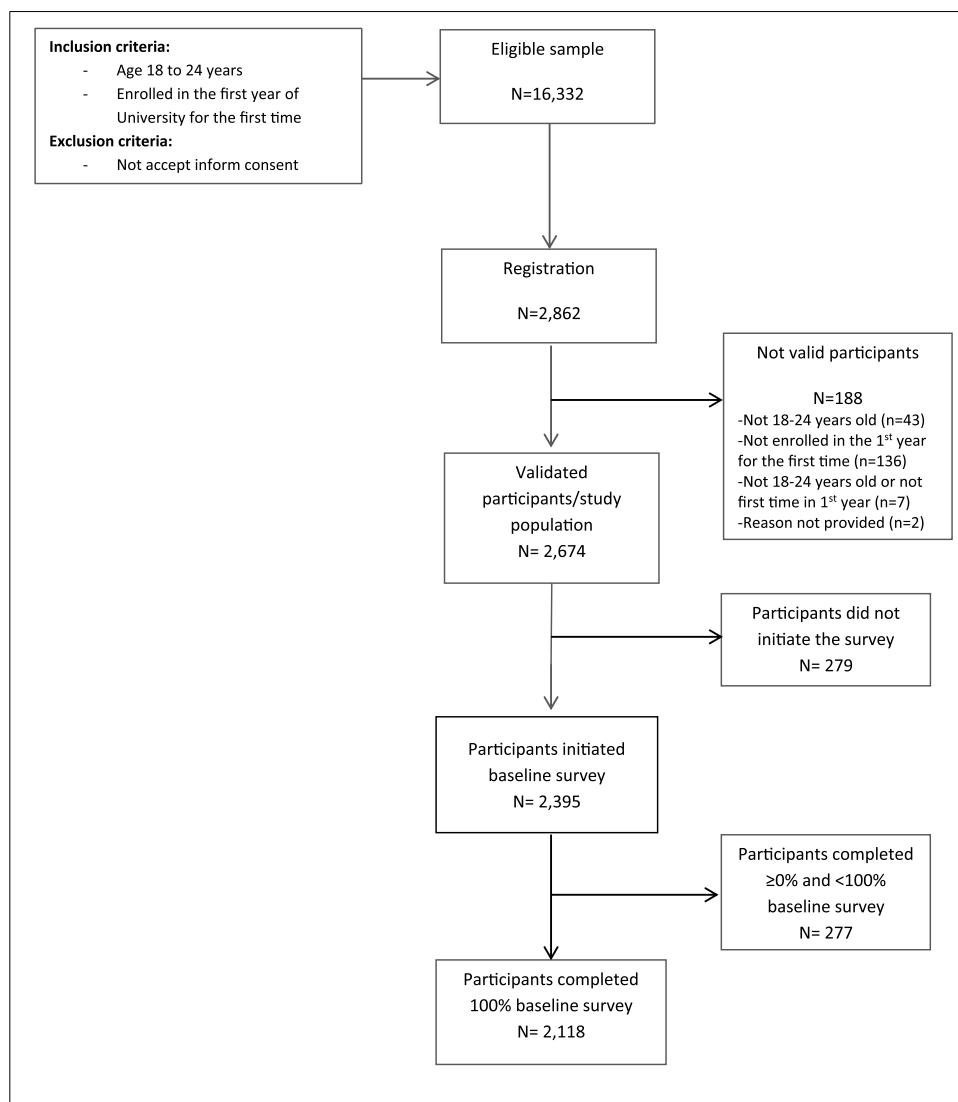 Inclusion criteria:
- Age 18 to 24 years
- Enrolled in the first year of
University for the first time
Exclusion criteria:
- Not accept inform consent
Eligible sample
N=16,332
Registration
N=2,862
Not valid participants
N=188
-Not 18-24 years old (n=43)
-Not enrolled in the 1st year
for the first time (n=136)
-Not 18-24 years old or not
first time in 1st year (n=7)
-Reason not provided (n=2)
Validated
participants/study
population
N= 2,674
Participants did not
initiate the survey
N= 279
Participants initiated
baseline survey
N= 2,395
Participants completed
≥0% and <100%
baseline survey
N= 277
Participants completed
100% baseline survey
N= 2,118